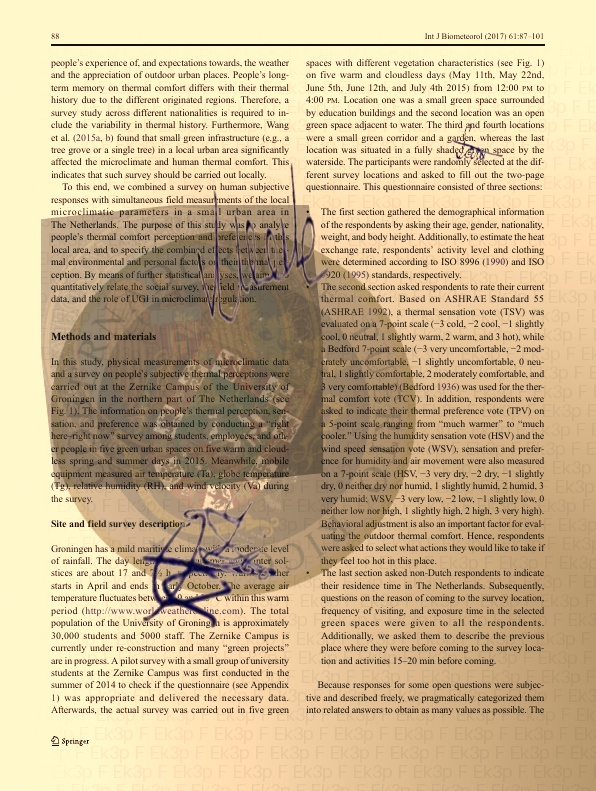 88
Int J Biometeorol (2017) 61:87–101
people's experience of, and expectations towards, the weather
and the appreciation of outdoor urban places. People's long-
term memory on thermal comfort differs with their thermal
history due to the different originated regions. Therefore, a
survey study across different nationalities is required to in-
clude the variability in thermal history. Furthermore, Wang
et al. (2015a, b) found that small green infrastructure (e.g., a
tree grove or a single tree) in a local urban area significantly
affected the microclimate and human thermal comfort. This
indicates that such survey should be carried out locally.
To this end, we combined a survey on human subjective
responses with simultaneous field measurements of the local
microclimatic parameters in a small urban area in
The Netherlands. The purpose of this study was to analyze
people's thermal comfort perception and preferences in this
local area, and to specify the combined effects between ther-
mal environmental and personal factors on their thermal per-
ception. By means of further statistical analyses, we aimed to
quantitatively relate the social survey, the field measurement
data, and the role of UGI in microclimate regulation.
Methods and materials
In this study, physical measurements of microclimatic data
and a survey on people's subjective thermal perceptions were
carried out at the Zernike Campus of the University of
Groningen in the northern part of The Netherlands (see
Fig. 1). The information on people's thermal perception, sen-
sation, and preference was obtained by conducting a "right
here–right now" survey among students, employees, and oth-
er people in five green urban spaces on five warm and cloud-
less spring and summer days in 2015. Meanwhile, mobile
equipment measured air temperature (Ta), globe temperature
(Tg), relative humidity (RH), and wind velocity (Va) during
the survey.
Site and field survey description
Groningen has a mild maritime climate with a moderate level
of rainfall. The day length summer and winter sol-
stices are about 17 and 7½ h, respectively. Warm weather
starts in April and ends in early October. The average air
temperature fluctuates between and °C within this warm
period (http://www.worldweatheronline.com). The total
population of the University of Groningen is approximately
30,000 students and 5000 staff. The Zernike Campus is
currently under re-construction and many "green projects"
are in progress. A pilot survey with a small group of university
students at the Zernike Campus was first conducted in the
summer of 2014 to check if the questionnaire (see Appendix
1) was appropriate and delivered the necessary data.
Afterwards, the actual survey was carried out in five green
spaces with different vegetation characteristics (see Fig. 1)
on five warm and cloudless days (May 11th, May 22nd,
June 5th, June 12th, and July 4th 2015) from 12:00 PM to
4:00 PM. Location one was a small green space surrounded
by education buildings and the second location was an open
green space adjacent to water. The third and fourth locations
were a small green corridor and a garden, whereas the last
location was situated in a fully shaded green space by the
waterside. The participants were randomly selected at the dif-
ferent survey locations and asked to fill out the two-page
questionnaire. This questionnaire consisted of three sections:
• The first section gathered the demographical information
of the respondents by asking their age, gender, nationality,
weight, and body height. Additionally, to estimate the heat
exchange rate, respondents' activity level and clothing
were determined according to ISO 8996 (1990) and ISO
9920 (1995) standards, respectively.
The second section asked respondents to rate their current
thermal comfort. Based on ASHRAE Standard 55
(ASHRAE 1992), a thermal sensation vote (TSV) was
evaluated on a 7-point scale (−3 cold, −2 cool, −1 slightly
cool, 0 neutral, 1 slightly warm, 2 warm, and 3 hot), while
a Bedford 7-point scale (−3 very uncomfortable, −2 mod-
erately uncomfortable, −1 slightly uncomfortable, 0 neu-
tral, 1 slightly comfortable, 2 moderately comfortable, and
3 very comfortable) (Bedford 1936) was used for the ther-
mal comfort vote (TCV). In addition, respondents were
asked to indicate their thermal preference vote (TPV) on
a 5-point scale ranging from "much warmer" to "much
cooler." Using the humidity sensation vote (HSV) and the
wind speed sensation vote (WSV), sensation and prefer-
ence for humidity and air movement were also measured
on a 7-point scale (HSV, −3 very dry, −2 dry, −1 slightly
dry, 0 neither dry nor humid, 1 slightly humid, 2 humid, 3
very humid; WSV, −3 very low, −2 low, −1 slightly low, 0
neither low nor high, 1 slightly high, 2 high, 3 very high).
Behavioral adjustment is also an important factor for eval-
uating the outdoor thermal comfort. Hence, respondents
were asked to select what actions they would like to take if
they feel too hot in this place.
• The last section asked non-Dutch respondents to indicate
their residence time in The Netherlands. Subsequently,
questions on the reason of coming to the survey location,
frequency of visiting, and exposure time in the selected
green spaces were given to all the respondents.
Additionally, we asked them to describe the previous
place where they were before coming to the survey loca-
tion and activities 15–20 min before coming.
Because responses for some open questions were subjec-
tive and described freely, we pragmatically categorized them
into related answers to obtain as many values as possible. The
Springer